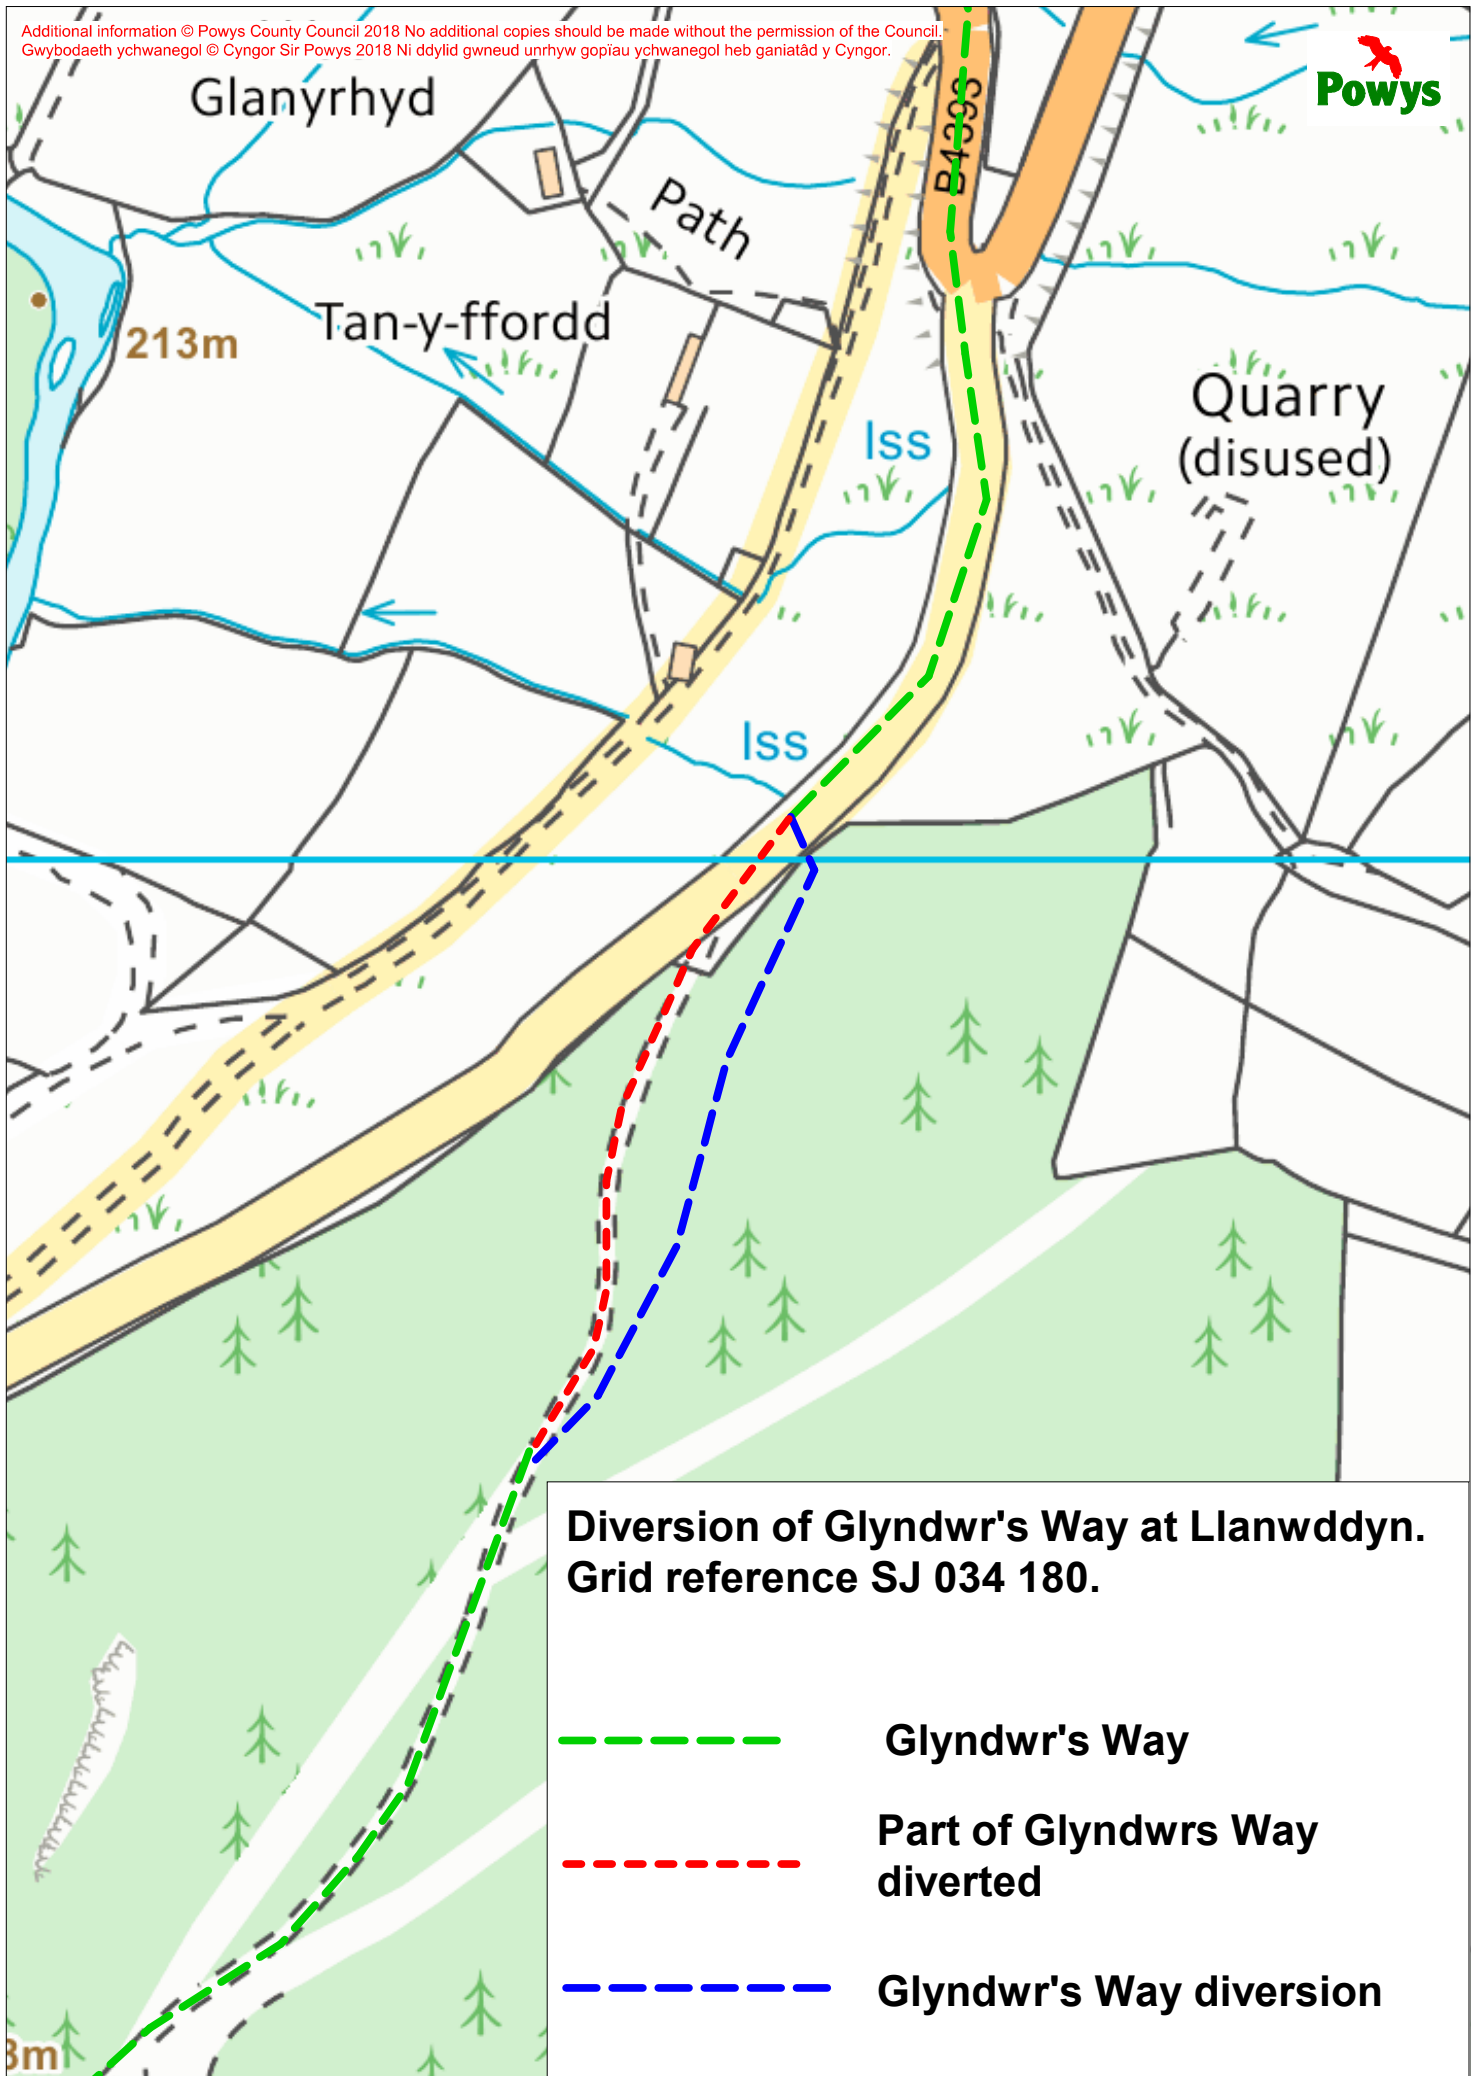 Additional information © Powys County Council 2018 No additional copies should be made without the permission of the Council.
Gwybodaeth ychwanegol © Cyngor Sir Powys 2018 Ni ddylid gwneud unrhyw gopïau ychwanegol heb ganiatâd y Cyngor.
Powys
Glanyrhyd
B4393
Path
Tan-y-ffordd
213m
Quarry
(disused)
Iss
Iss
Diversion of Glyndwr's Way at Llanwddyn.
Grid reference SJ 034 180.
Glyndwr's Way
Part of Glyndwrs Way
diverted
Glyndwr's Way diversion
3m